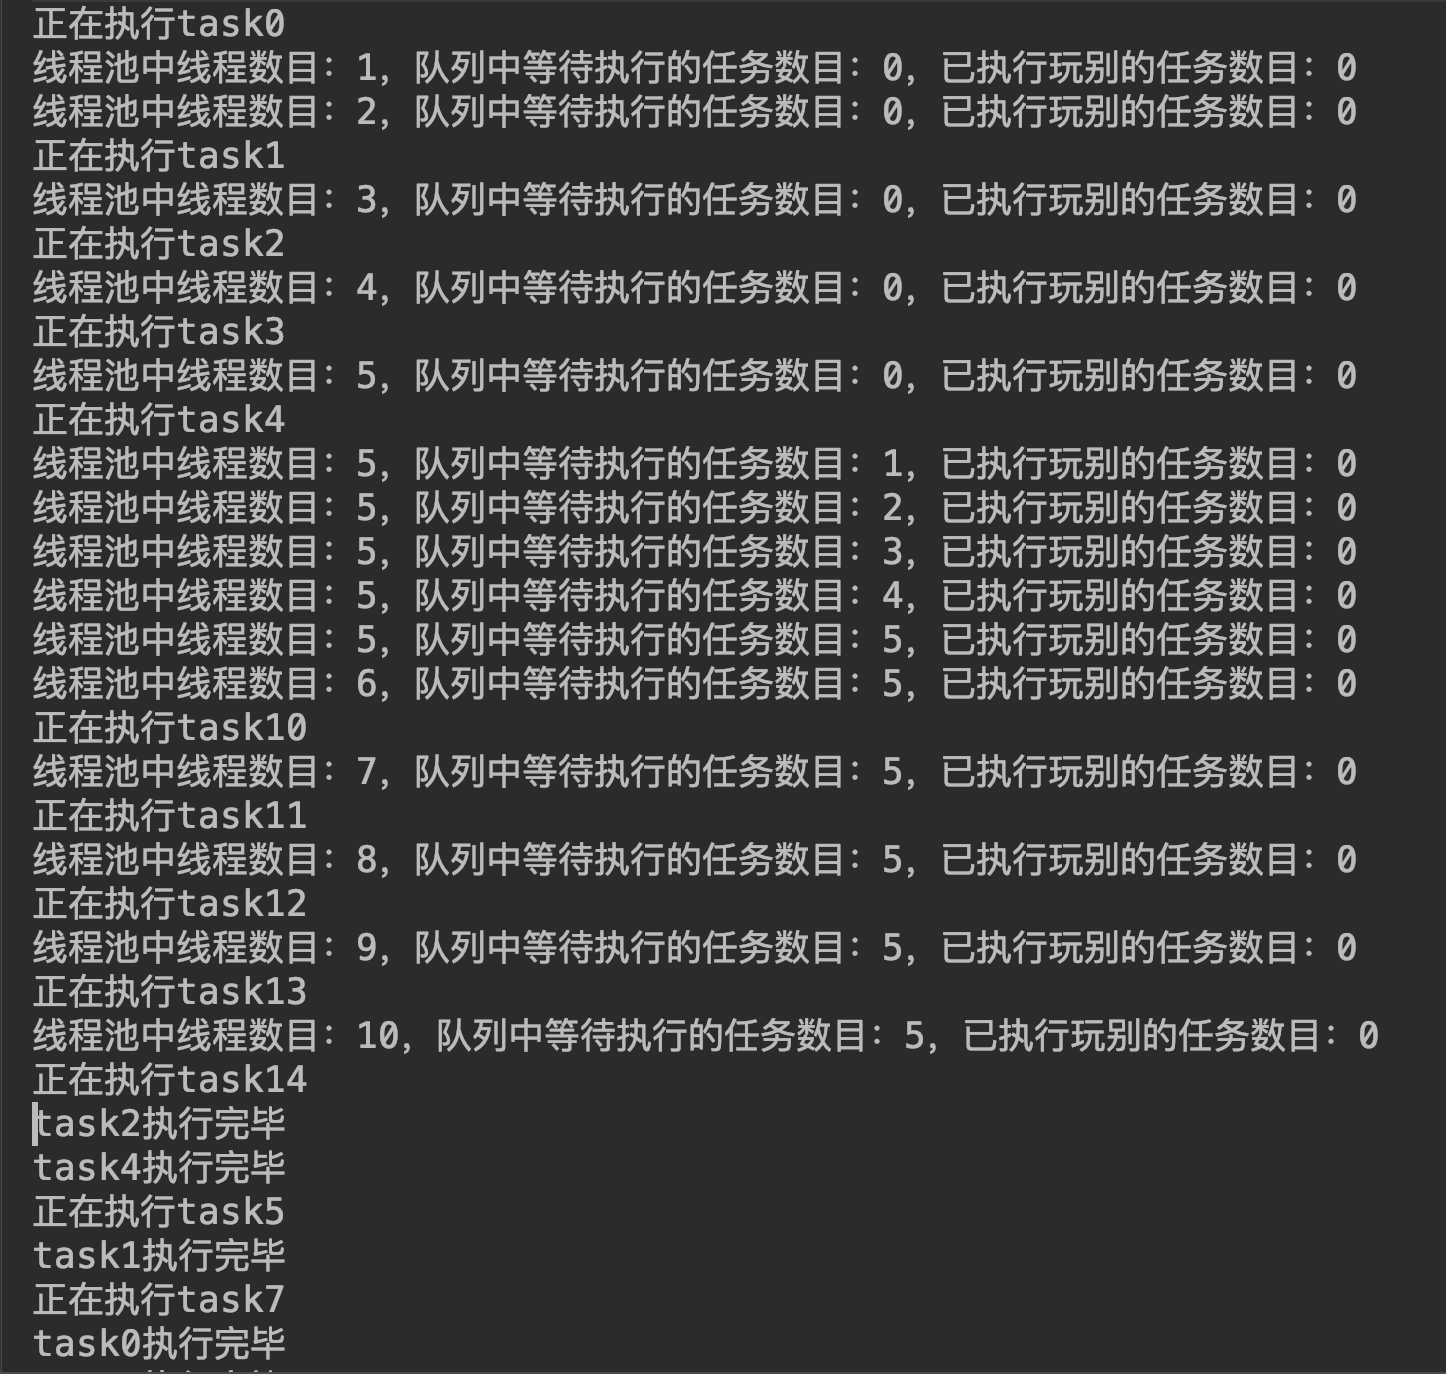 正在执行task0
线程池中线程数目：1，队列中等待执行的任务数目：0，已执行玩别的任务数目：0
线程池中线程数目：2，队列中等待执行的任务数目：0，已执行玩别的任务数目：0
正在执行task1
线程池中线程数目：3，队列中等待执行的任务数目：0，已执行玩别的任务数目：0
正在执行task2
线程池中线程数目：4，队列中等待执行的任务数目：0，已执行玩别的任务数目：0
正在执行task3
线程池中线程数目：5，队列中等待执行的任务数目：0，已执行玩别的任务数目：0
正在执行task4
线程池中线程数目：5，队列中等待执行的任务数目：1，已执行玩别的任务数目：0
线程池中线程数目：5，队列中等待执行的任务数目：2，已执行玩别的任务数目：0
线程池中线程数目：5，队列中等待执行的任务数目：3，已执行玩别的任务数目：0
线程池中线程数目：5，队列中等待执行的任务数目：4，已执行玩别的任务数目：0
线程池中线程数目：5，队列中等待执行的任务数目：5，已执行玩别的任务数目：0
线程池中线程数目：6，队列中等待执行的任务数目：5，已执行玩别的任务数目：0
正在执行task10
线程池中线程数目：7，队列中等待执行的任务数目：5，已执行玩别的任务数目：0
正在执行task11
线程池中线程数目：8，队列中等待执行的任务数目：5，已执行玩别的任务数目：0
正在执行task12
线程池中线程数目：9，队列中等待执行的任务数目：5，已执行玩别的任务数目：0
正在执行task13
线程池中线程数目：10，队列中等待执行的任务数目：5，已执行玩别的任务数目：0
正在执行task14
task2执行完毕
task4执行完毕
正在执行task5
task1执行完毕
正在执行task7
task0执行完毕